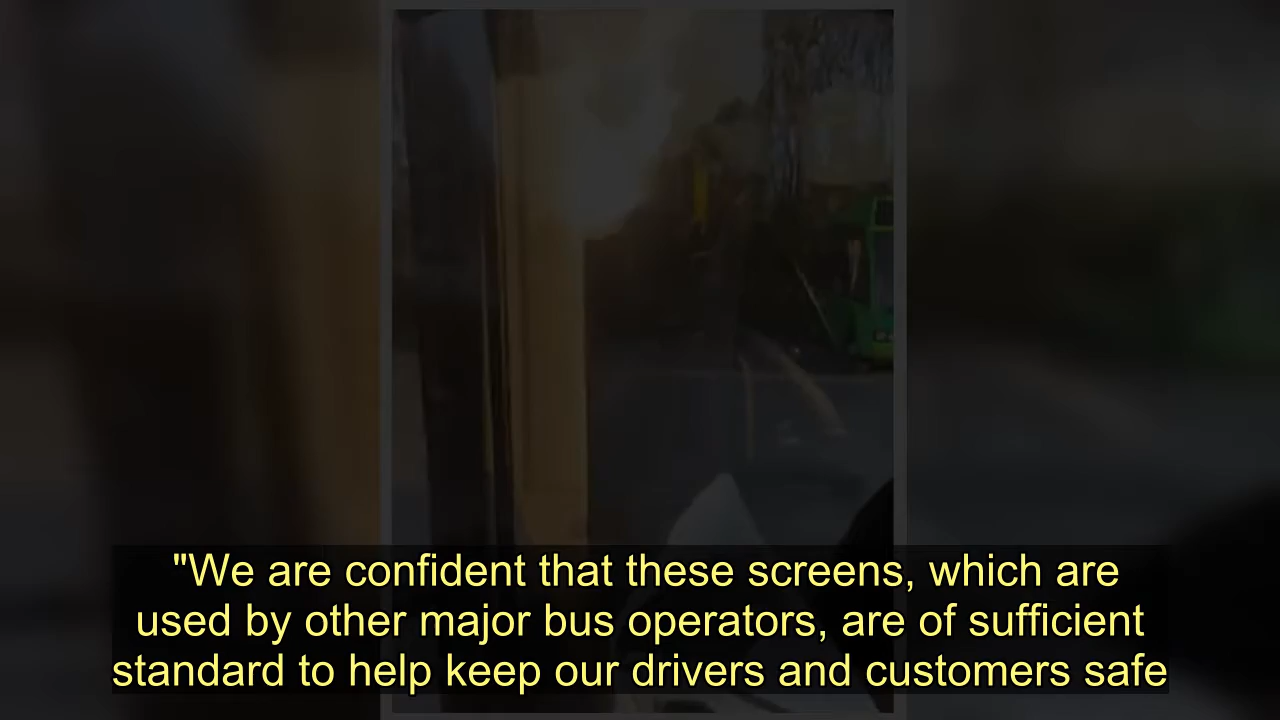 "We are confident that these screens, which are
used by other major bus operators, are of sufficient
standard to help keep our drivers and customers safe